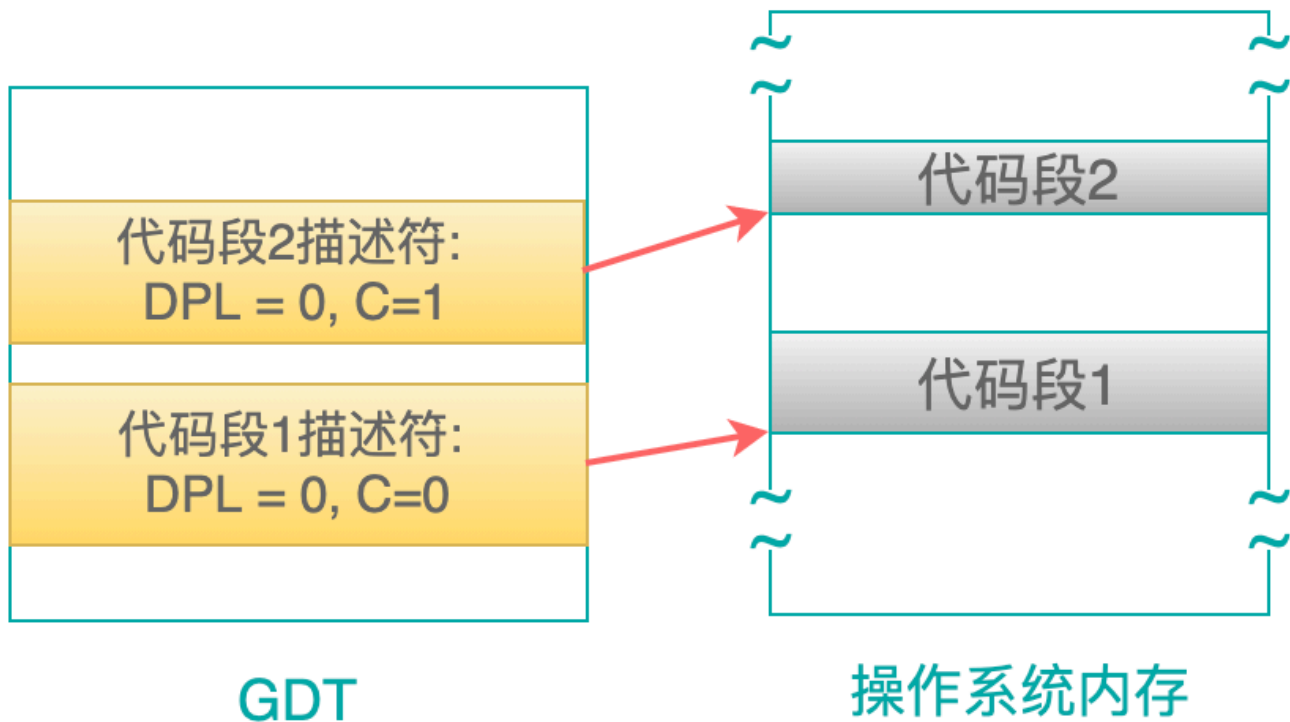 代码段2描述符:
DPL = 0, C=1
代码段1描述符:
DPL = 0, C=0
GDT
代码段2
代码段1
操作系统内存